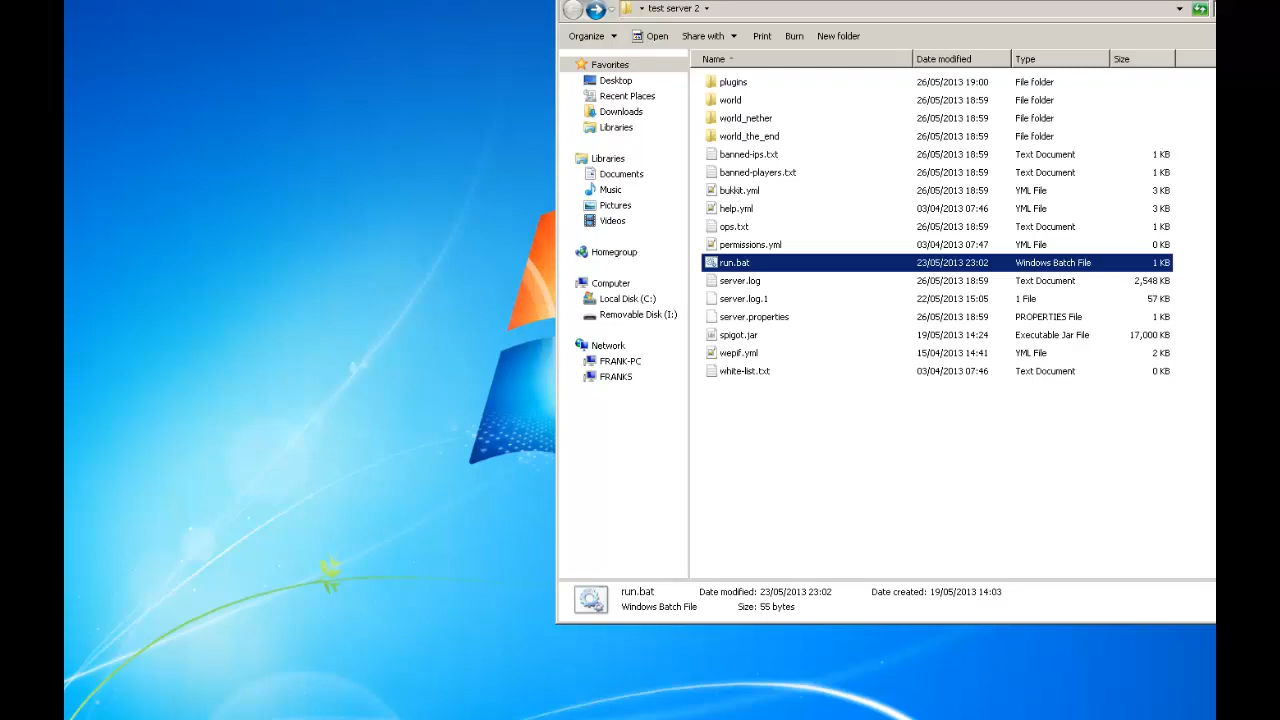 test server 2
Organize Open Share with Print Burn New folder
Name Date modified Type Size
Favorites
Desktop
Recent Places
Downloads
Libraries
Libraries
Documents
Music
Pictures
Videos
Homegroup
Computer
Local Disk (C:)
Removable Disk (I:)
Network
FRANK-PC
FRANKS
plugins 26/05/2013 19:00 File folder
world 26/05/2013 18:59 File folder
world_nether 26/05/2013 18:59 File folder
world_the_end 26/05/2013 18:59 File folder
banned-ips.txt 26/05/2013 18:59 Text Document 1 KB
banned-players.txt 26/05/2013 18:59 Text Document 1 KB
bukkit.yml 26/05/2013 18:59 YML File 3 KB
help.yml 03/04/2013 07:46 YML File 3 KB
ops.txt 26/05/2013 18:59 Text Document 1 KB
permissions.yml 03/04/2013 07:47 YML File 0 KB
run.bat 23/05/2013 23:02 Windows Batch File 1 KB
server.log 26/05/2013 18:59 Text Document 2,548 KB
server.log.1 22/05/2013 15:05 1 File 57 KB
server.properties 26/05/2013 18:59 PROPERTIES File 1 KB
spigot.jar 19/05/2013 14:24 Executable Jar File 17,000 KB
wepif.yml 15/04/2013 14:41 YML File 2 KB
white-list.txt 03/04/2013 07:46 Text Document 0 KB
run.bat Date modified: 23/05/2013 23:02 Date created: 19/05/2013 14:03
Windows Batch File Size: 55 bytes